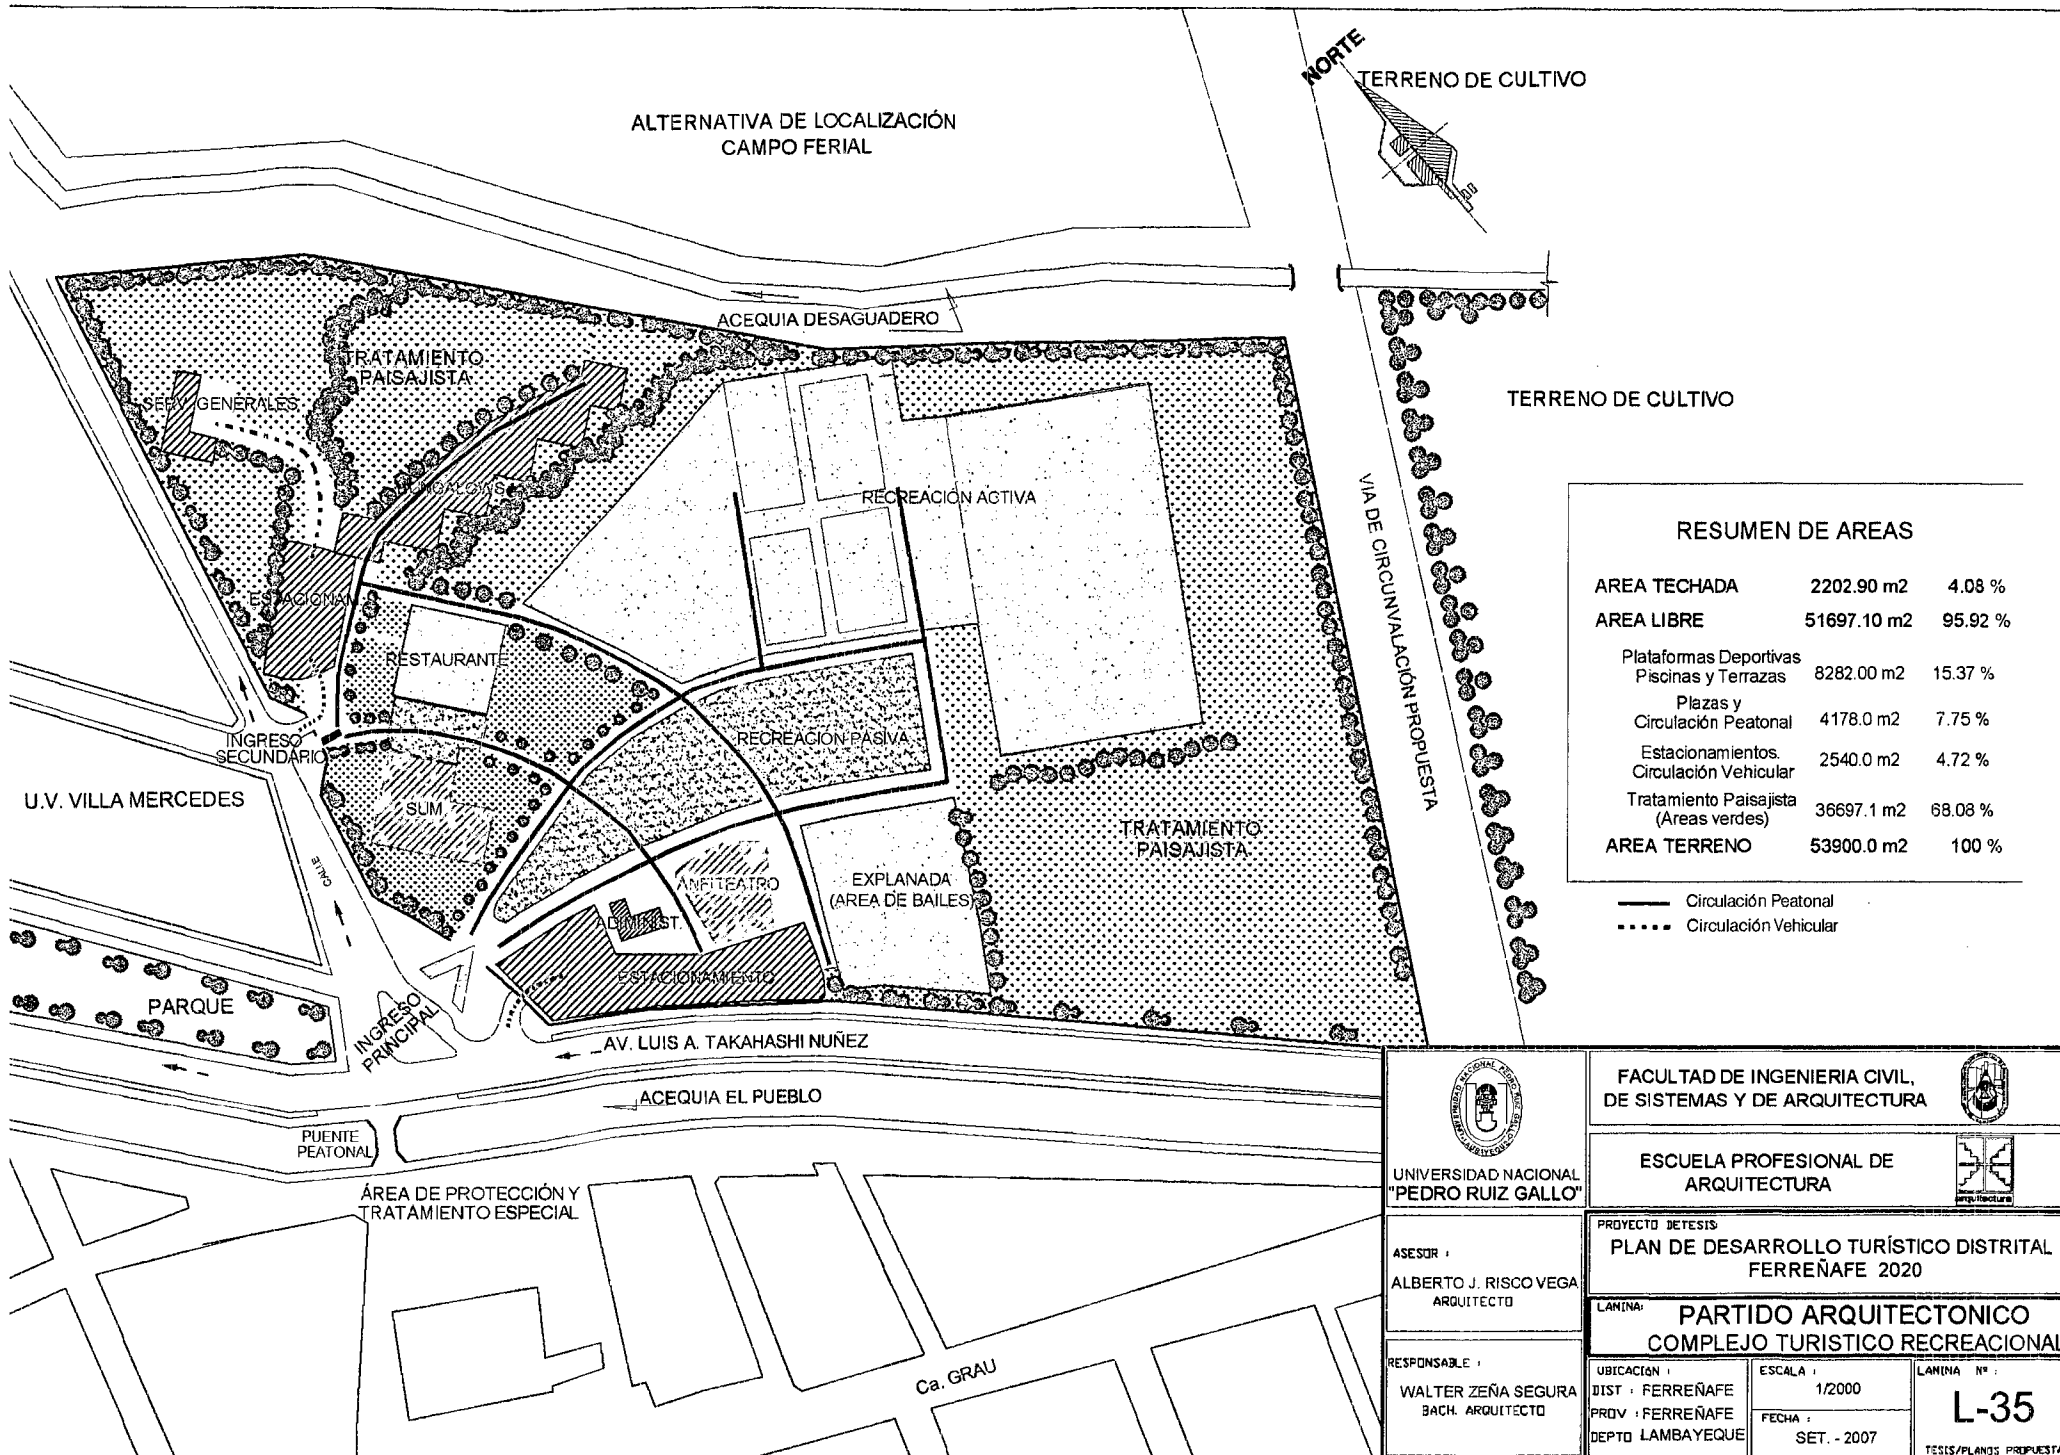 NORTE
TERRENO DE CULTIVO
ALTERNATIVA DE LOCALIZACIÓN
CAMPO FERIAL
ACEQUIA DESAGUADERO
TRATAMIENTO
PAISAJISTA
SERV. GENERALES
BUNGALOWS
RECREACIÓN ACTIVA
TERRENO DE CULTIVO
VIA DE CIRCUNVALACIÓN PROPUESTA
ESTACIONAM.
RESTAURANTE
INGRESO
SECUNDARIO
RECREACIÓN PASIVA
U.V. VILLA MERCEDES
SUM
CALLE
TRATAMIENTO
PAISAJISTA
ANFITEATRO
EXPLANADA
(AREA DE BAILES)
ADMINIST.
ESTACIONAMIENTO
PARQUE
INGRESO
PRINCIPAL
AV. LUIS A. TAKAHASHI NUÑEZ
ACEQUIA EL PUEBLO
PUENTE
PEATONAL
ÁREA DE PROTECCIÓN Y
TRATAMIENTO ESPECIAL
Ca. GRAU
RESUMEN DE AREAS
AREA TECHADA 2202.90 m2 4.08 %
AREA LIBRE 51697.10 m2 95.92 %
Plataformas Deportivas
Piscinas y Terrazas 8282.00 m2 15.37 %
Plazas y
Circulación Peatonal 4178.0 m2 7.75 %
Estacionamientos.
Circulación Vehicular 2540.0 m2 4.72 %
Tratamiento Paisajista
(Areas verdes) 36697.1 m2 68.08 %
AREA TERRENO 53900.0 m2 100 %
Circulación Peatonal
Circulación Vehicular
UNIVERSIDAD NACIONAL
"PEDRO RUIZ GALLO"
FACULTAD DE INGENIERIA CIVIL,
DE SISTEMAS Y DE ARQUITECTURA
ESCUELA PROFESIONAL DE
ARQUITECTURA
arquitectura
ASESOR :
ALBERTO J. RISCO VEGA
ARQUITECTO
PROYECTO DETESIS:
PLAN DE DESARROLLO TURÍSTICO DISTRITAL
FERREÑAFE 2020
LAMINA:
PARTIDO ARQUITECTONICO
COMPLEJO TURISTICO RECREACIONAL
RESPONSABLE :
WALTER ZEÑA SEGURA
BACH. ARQUITECTO
UBICACION :
DIST : FERREÑAFE
PROV : FERREÑAFE
DEPTO LAMBAYEQUE
ESCALA :
1/2000
FECHA :
SET. - 2007
LAMINA Nº :
L-35
TESIS/PLANOS PROPUESTA